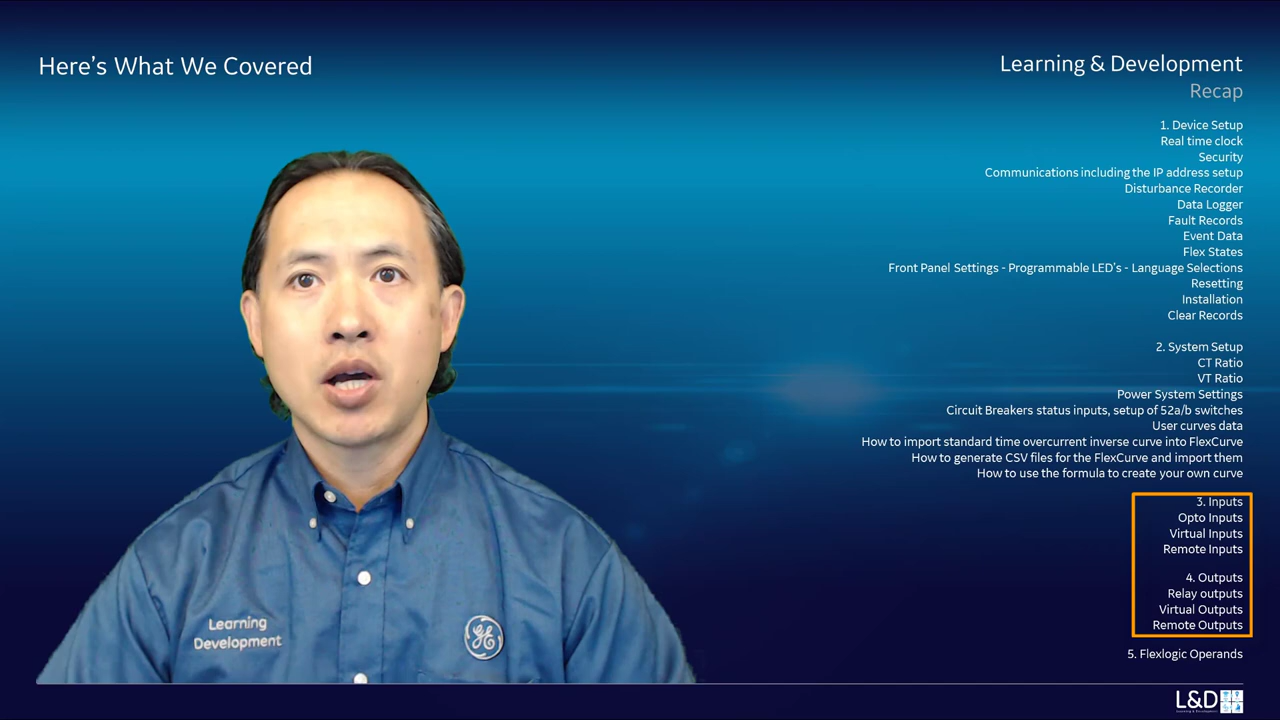 Here's What We Covered
Learning & Development
Recap
1. Device Setup
Real time clock
Security
Communications including the IP address setup
Disturbance Recorder
Data Logger
Fault Records
Event Data
Flex States
Front Panel Settings - Programmable LED's - Language Selections
Resetting
Installation
Clear Records
2. System Setup
CT Ratio
VT Ratio
Power System Settings
Circuit Breakers status inputs, setup of 52a/b switches
User curves data
How to import standard time overcurrent inverse curve into FlexCurve
How to generate CSV files for the FlexCurve and import them
How to use the formula to create your own curve
3. Inputs
Opto Inputs
Virtual Inputs
Remote Inputs
4. Outputs
Relay outputs
Virtual Outputs
Remote Outputs
5. Flexlogic Operands
Learning
Development
GE
L&D
Learning & Development